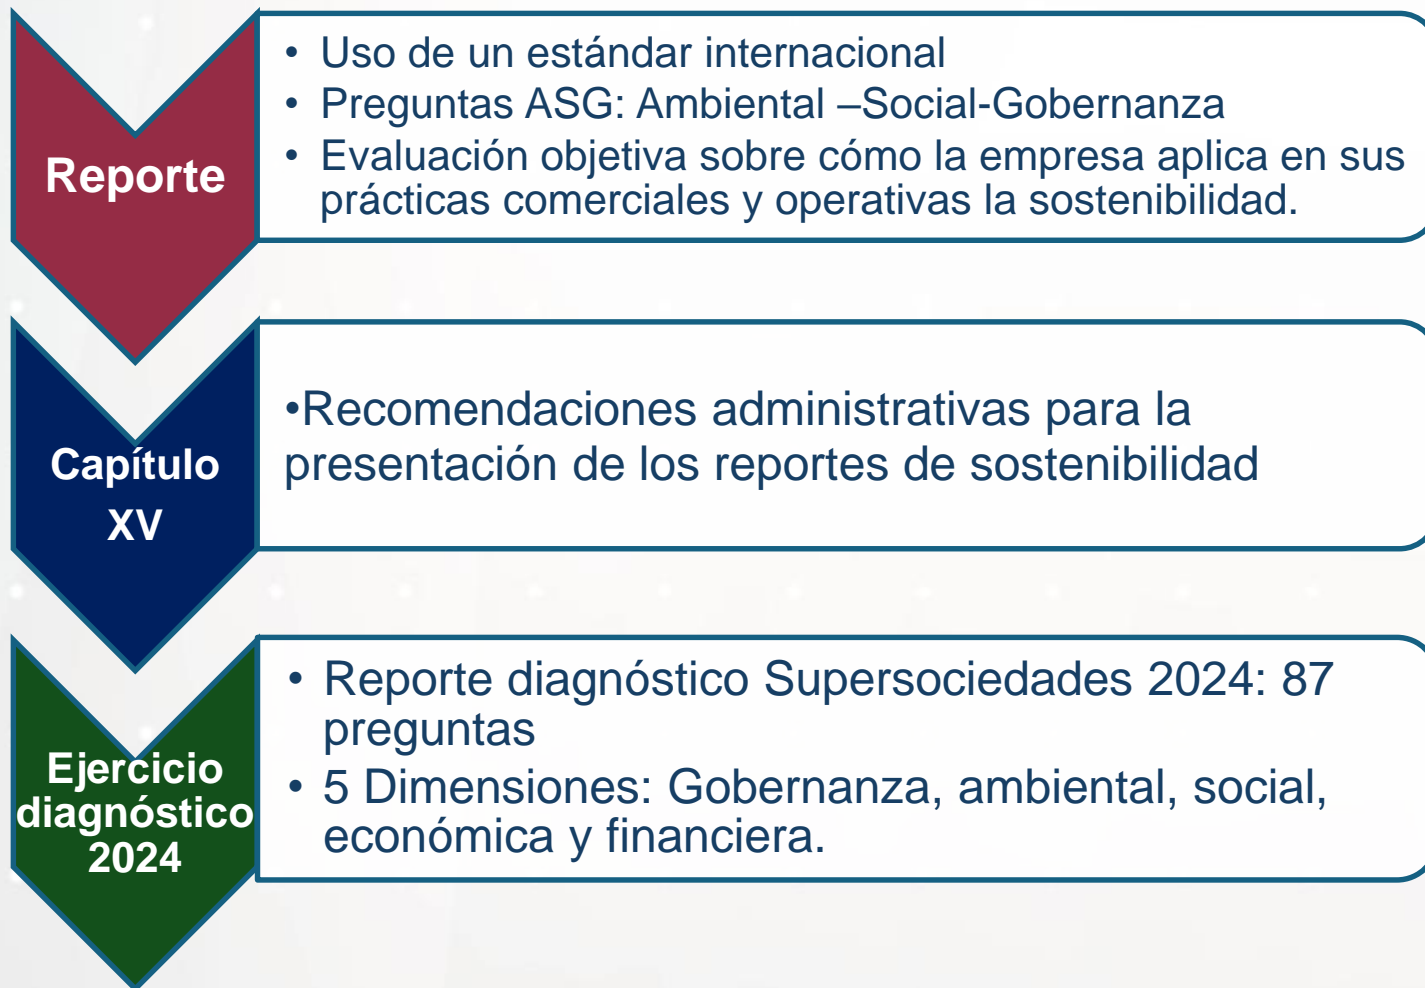 Reporte
• Uso de un estándar internacional
• Preguntas ASG: Ambiental –Social-Gobernanza
• Evaluación objetiva sobre cómo la empresa aplica en sus
prácticas comerciales y operativas la sostenibilidad.
Capítulo
XV
•Recomendaciones administrativas para la
presentación de los reportes de sostenibilidad
Ejercicio
diagnóstico
2024
• Reporte diagnóstico Supersociedades 2024: 87
preguntas
• 5 Dimensiones: Gobernanza, ambiental, social,
económica y financiera.